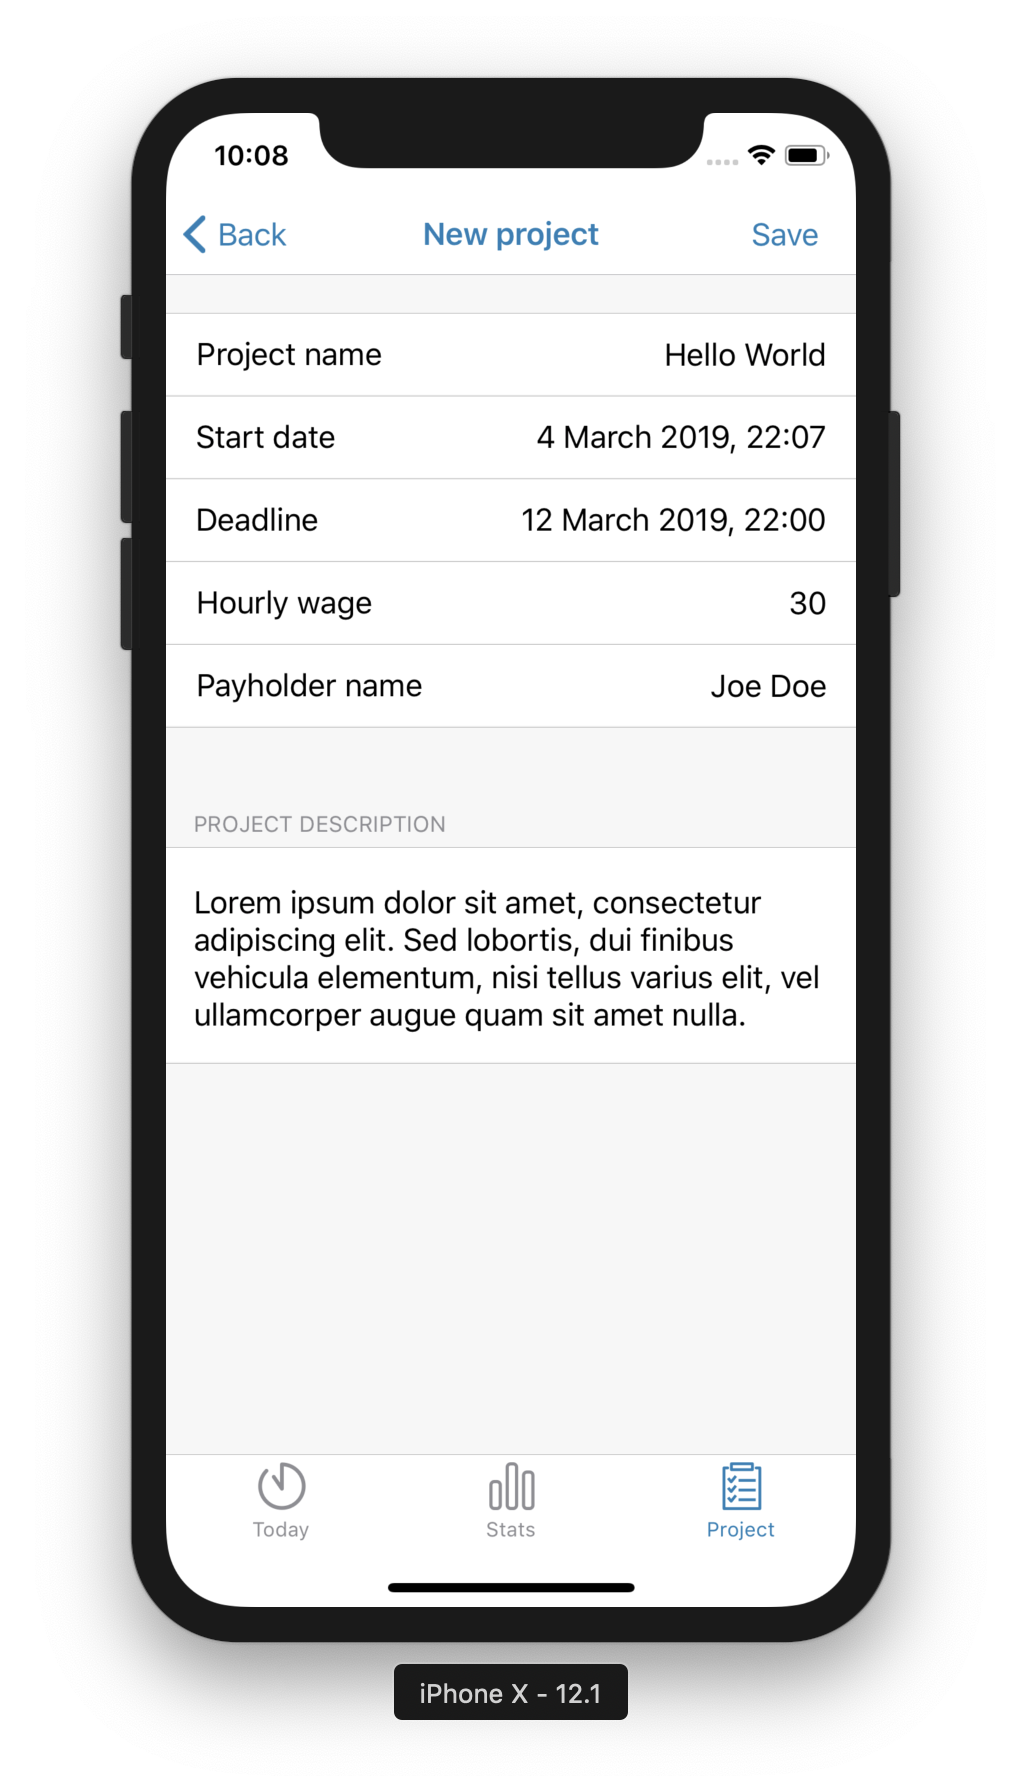 10:08
Back New project Save
Project name Hello World
Start date 4 March 2019, 22:07
Deadline 12 March 2019, 22:00
Hourly wage 30
Payholder name Joe Doe
PROJECT DESCRIPTION
Lorem ipsum dolor sit amet, consectetur
adipiscing elit. Sed lobortis, dui finibus
vehicula elementum, nisi tellus varius elit, vel
ullamcorper augue quam sit amet nulla.
Today Stats Project
iPhone X - 12.1